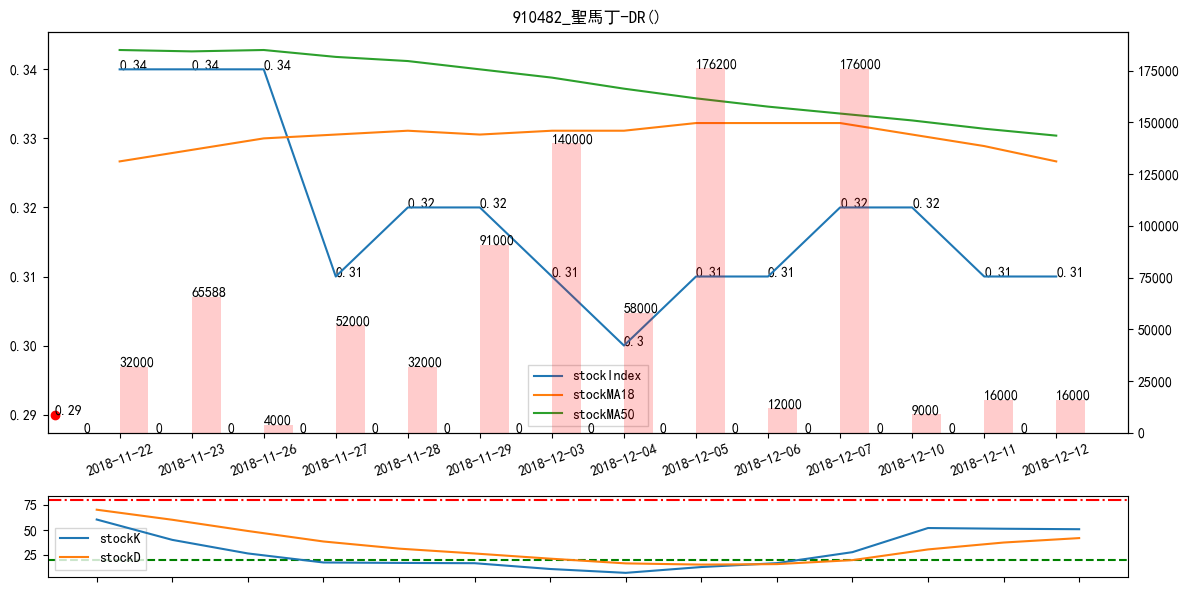 910482_聖馬丁-DR()
0.34 0.34 0.34 0.34 175000
176200 176000
0.33 140000 150000
125000
0.32 0.32 0.32 0.32 0.32 100000
91000
0.31 0.31 0.31 0.31 0.31 0.31 0.31 75000
65588
52000 58000 50000
0.30 0.3
32000 32000 stockIndex
stockMA18 25000
0.29 0.29 stockMA50
4000 12000 9000 16000 16000
0 0 0 0 0 0 0 0 0 0 0 0 0 0 0
2018-11-22 2018-11-23 2018-11-26 2018-11-27 2018-11-28 2018-11-29 2018-12-03 2018-12-04 2018-12-05 2018-12-06 2018-12-07 2018-12-10 2018-12-11 2018-12-12
75
50 stockK
25 stockD